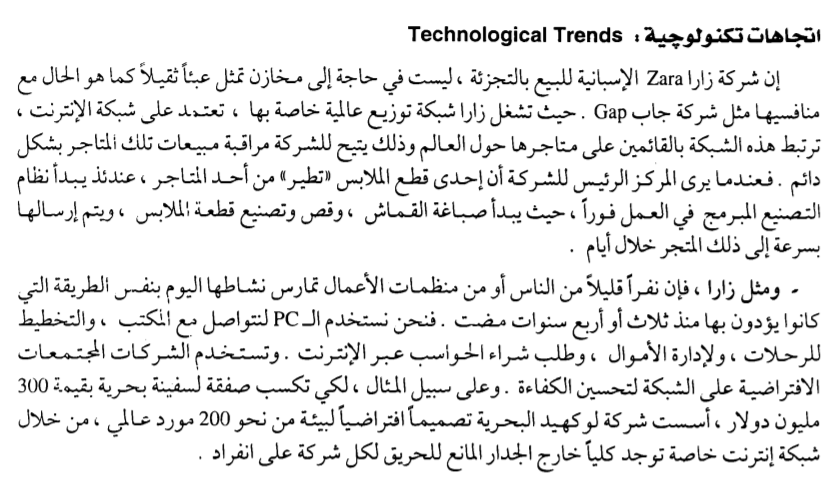 اتجاهات تكنولوجية : Technological Trends
إن شركة زارا Zara الإسبانية للبيع بالتجزئة ، ليست في حاجة إلى مخازن تمثل عبئاً ثقيلاً كما هو الحال مع
منافسيها مثل شركة جاب Gap . حيث تشغل زارا شبكة توزيع عالمية خاصة بها ، تعتمد على شبكة الإنترنت ،
ترتبط هذه الشبكة بالقائمين على متاجرها حول العالم وذلك يتيح للشركة مراقبة مبيعات تلك المتاجر بشكل
دائم . فعندما يرى المركز الرئيس للشركة أن إحدى قطع الملابس «تطير» من أحد المتاجر ، عندئذ يبدأ نظام
التصنيع المبرمج في العمل فوراً ، حيث يبدأ صباغة القماش ، وقص وتصنيع قطعة الملابس ، ويتم إرسالها
بسرعة إلى ذلك المتجر خلال أيام .
- ومثل زارا ، فإن نفراً قليلاً من الناس أو من منظمات الأعمال تمارس نشاطها اليوم بنفس الطريقة التي
كانوا يؤدون بها منذ ثلاث أو أربع سنوات مضت . فنحن نستخدم الـ PC لنتواصل مع المكتب ، والتخطيط
للرحلات ، ولإدارة الأموال ، وطلب شراء الحواسب عبر الإنترنت . وتستخدم الشركات المجتمعات
الافتراضية على الشبكة لتحسين الكفاءة . وعلى سبيل المثال ، لكي تكسب صفقة لسفينة بحرية بقيمة 300
مليون دولار ، أسست شركة لوكهيد البحرية تصميماً افتراضياً لبيئة من نحو 200 مورد عالمي ، من خلال
شبكة إنترنت خاصة توجد كلياً خارج الجدار المانع للحريق لكل شركة على انفراد .